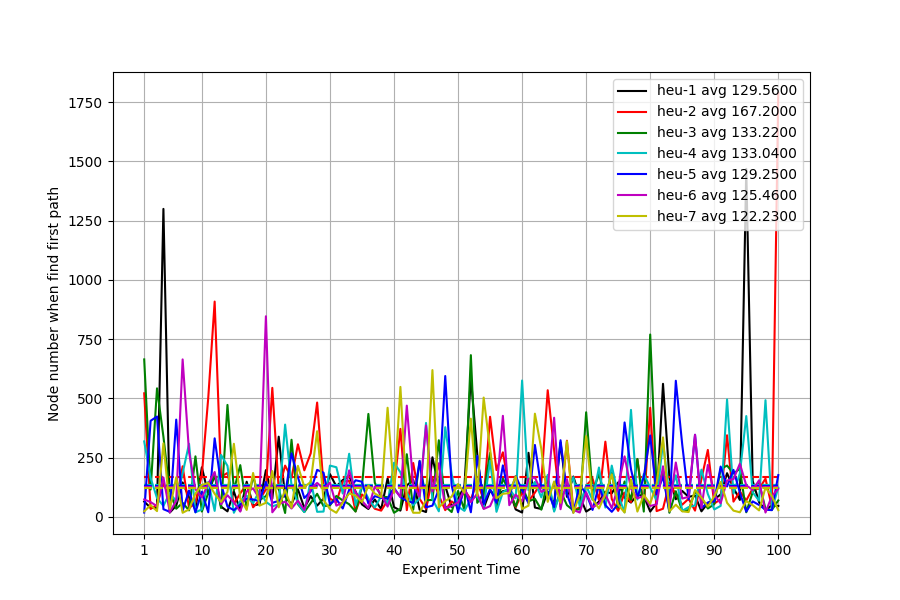 heu-1 avg 129.5600
heu-2 avg 167.2000
heu-3 avg 133.2200
heu-4 avg 133.0400
heu-5 avg 129.2500
heu-6 avg 125.4600
heu-7 avg 122.2300
Node number when find first path
1750
1500
1250
1000
750
500
250
0
1 10 20 30 40 50 60 70 80 90 100
Experiment Time